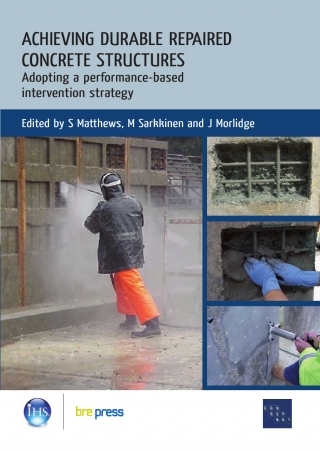 ACHIEVING DURABLE REPAIRED
CONCRETE STRUCTURES
Adopting a performance-based
intervention strategy
Edited by S Matthews, M Sarkkinen and J Morlidge
IHS
bre press